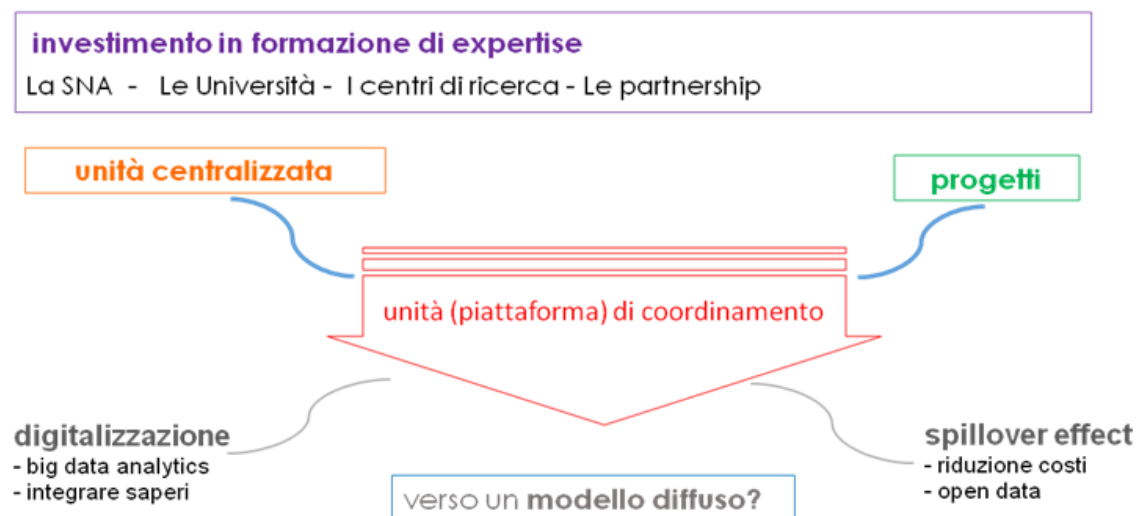 investimento in formazione di expertise
La SNA - Le Università - I centri di ricerca - Le partnership
unità centralizzata
progetti
unità (piattaforma) di coordinamento
digitalizzazione
- big data analytics
- integrare saperi
spillover effect
- riduzione costi
- open data
verso un modello diffuso?